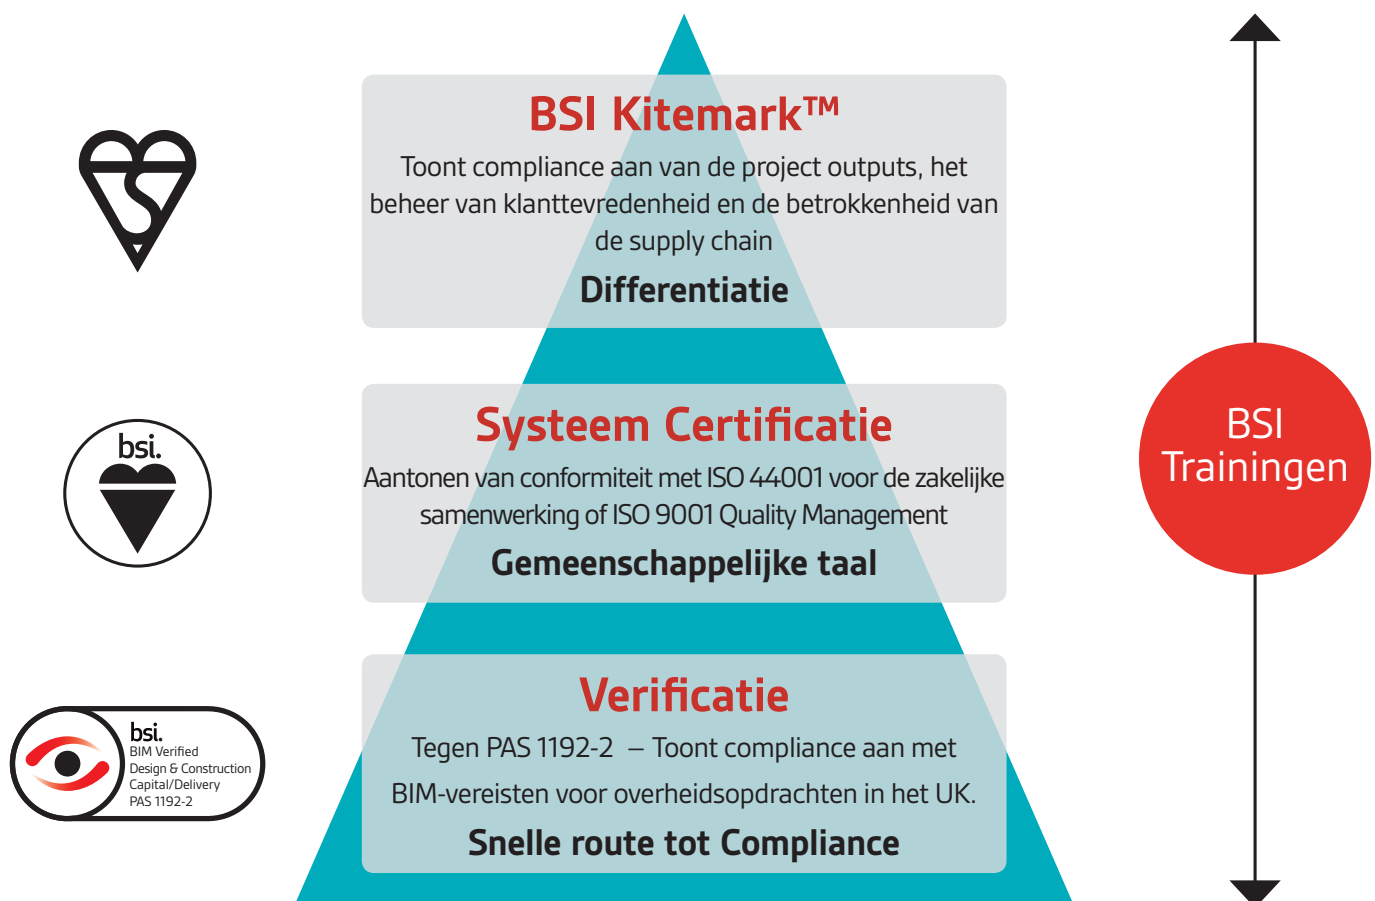 BSI Kitemark™
Toont compliance aan van de project outputs, het
beheer van klanttevredenheid en de betrokkenheid van
de supply chain
Differentiatie
bsi.
Systeem Certificatie
Aantonen van conformiteit met ISO 44001 voor de zakelijke
samenwerking of ISO 9001 Quality Management
Gemeenschappelijke taal
bsi.
BIM Verified
Design & Construction
Capital/Delivery
PAS 1192-2
Verificatie
Tegen PAS 1192-2 – Toont compliance aan met
BIM-vereisten voor overheidsopdrachten in het UK.
Snelle route tot Compliance
BSI
Trainingen